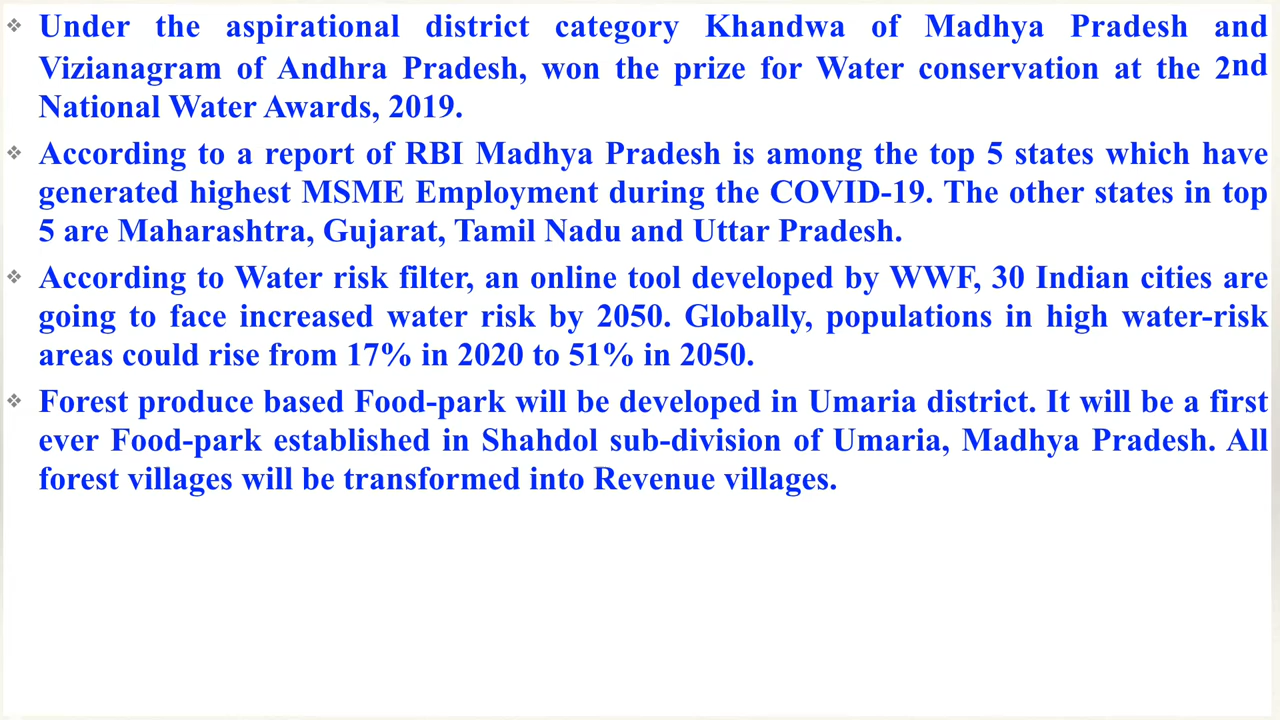 ❖ Under the aspirational district category Khandwa of Madhya Pradesh and
Vizianagram of Andhra Pradesh, won the prize for Water conservation at the 2nd
National Water Awards, 2019.
❖ According to a report of RBI Madhya Pradesh is among the top 5 states which have
generated highest MSME Employment during the COVID-19. The other states in top
5 are Maharashtra, Gujarat, Tamil Nadu and Uttar Pradesh.
❖ According to Water risk filter, an online tool developed by WWF, 30 Indian cities are
going to face increased water risk by 2050. Globally, populations in high water-risk
areas could rise from 17% in 2020 to 51% in 2050.
❖ Forest produce based Food-park will be developed in Umaria district. It will be a first
ever Food-park established in Shahdol sub-division of Umaria, Madhya Pradesh. All
forest villages will be transformed into Revenue villages.